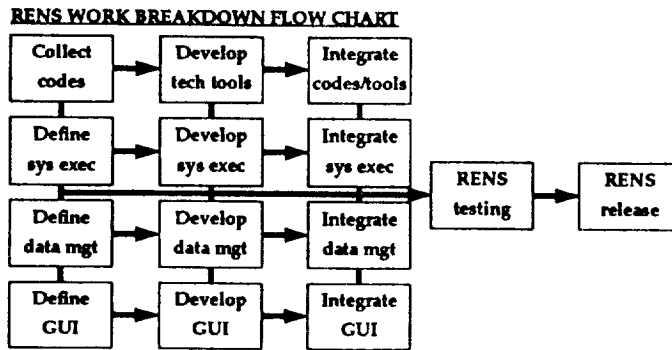 RENS WORK BREAKDOWN FLOW CHART
Collect
codes
Develop
tech tools
Integrate
codes/tools
Define
sys exec
Develop
sys exec
Integrate
sys exec
RENS
testing
RENS
release
Define
data mgt
Develop
data mgt
Integrate
data mgt
Define
GUI
Develop
GUI
Integrate
GUI